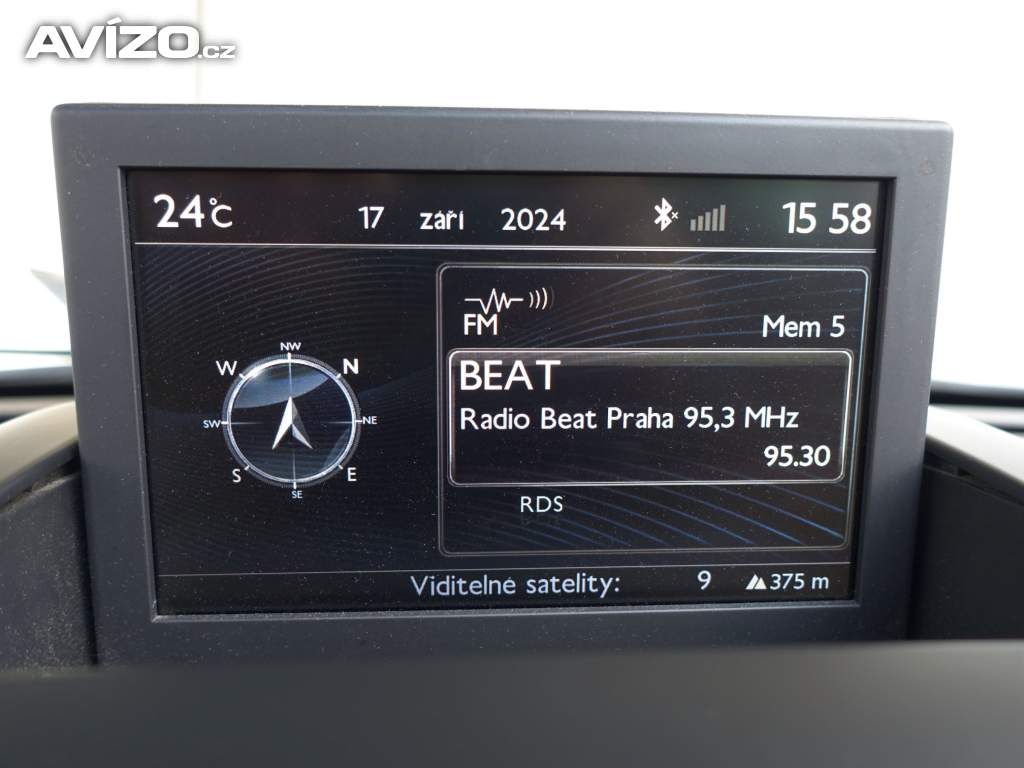 AVÍZO.cz
24°C 17 září 2024 15 58
FM Mem 5
BEAT
Radio Beat Praha 95,3 MHz
95.30
RDS
NW
W N
SW NE
S E
SE
Viditelné satelity: 9 375 m